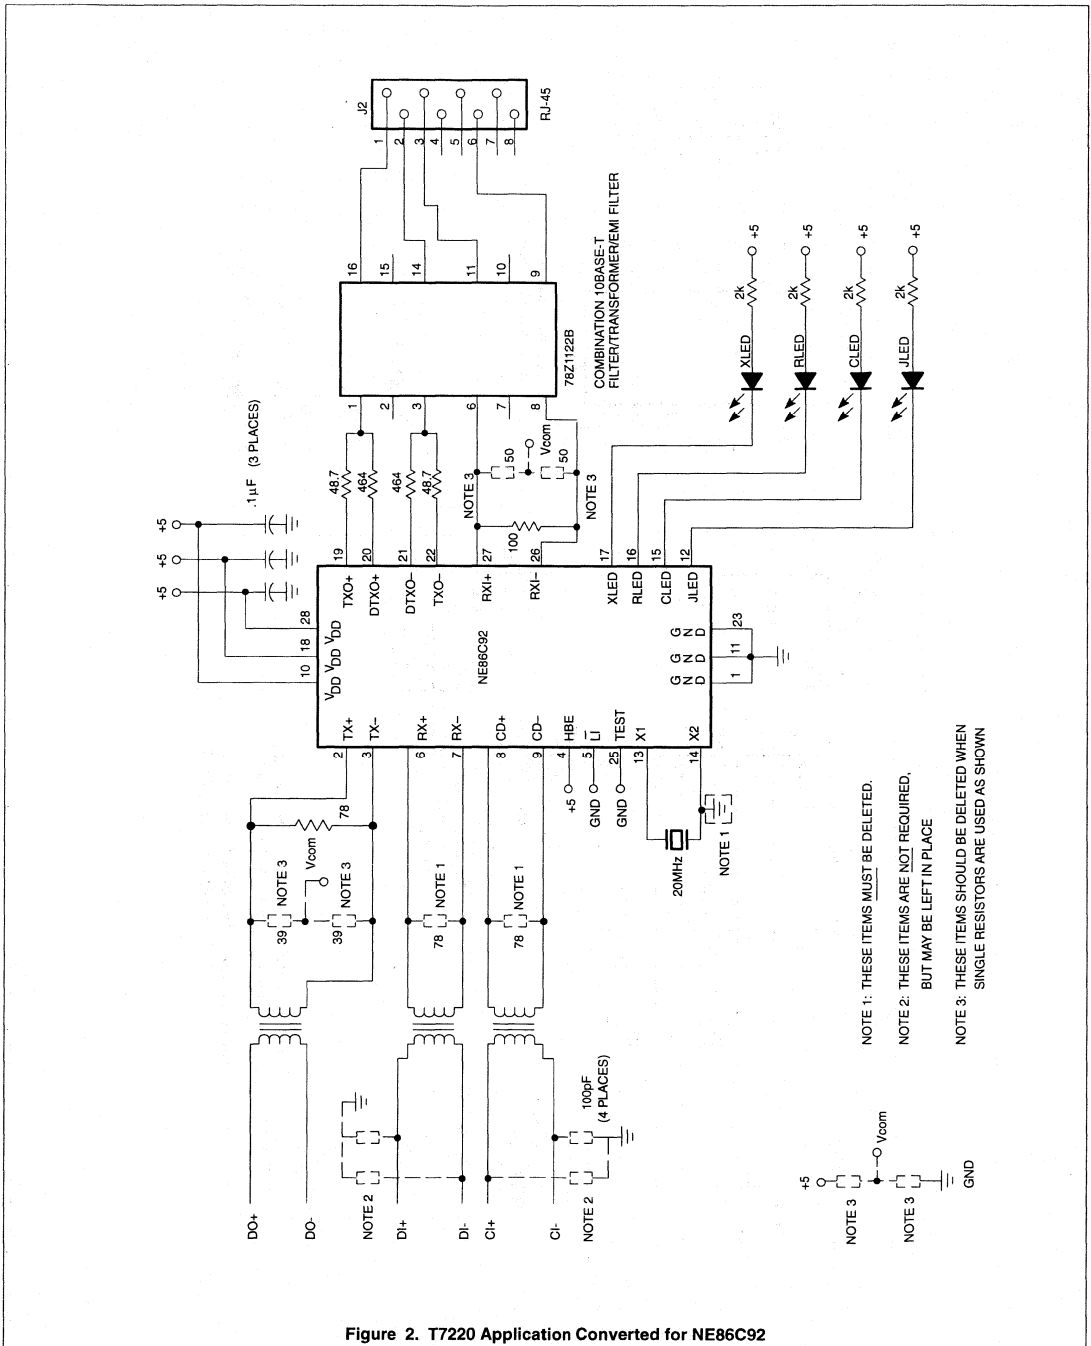 J2
RJ-45
1
2
3
4
5
6
7
8
16
15
14
11
10
9
78Z1122B
COMBINATION 10BASE-T
FILTER/TRANSFORMER/EMI FILTER
1
2
3
6
7
8
.1µF (3 PLACES)
+5
+5
+5
48.7
464
464
48.7
NOTE 3
50
Vcom
50
NOTE 3
100
+5
+5
+5
+5
2k
2k
2k
2k
XLED
RLED
CLED
JLED
19
20
21
22
27
26
17
16
15
12
TXO+
DTXO+
DTXO-
TXO-
RXI+
RXI-
XLED
RLED
CLED
JLED
28
18
10
VDD
VDD
VDD
NE86C92
GND
GND
GND
23
11
1
TX+
TX-
RX+
RX-
CD+
CD-
HBE
LI
TEST
X1
X2
2
3
6
7
8
9
4
5
25
13
14
+5
GND
GND
20MHz
NOTE 1
78
Vcom
NOTE 3
NOTE 3
39
39
NOTE 1
78
NOTE 1
78
100pF
(4 PLACES)
NOTE 2
NOTE 2
DO+
DO-
DI+
DI-
CI+
CI-
NOTE 1: THESE ITEMS MUST BE DELETED.
NOTE 2: THESE ITEMS ARE NOT REQUIRED,
BUT MAY BE LEFT IN PLACE
NOTE 3: THESE ITEMS SHOULD BE DELETED WHEN
SINGLE RESISTORS ARE USED AS SHOWN
+5
Vcom
GND
NOTE 3
NOTE 3
Figure 2. T7220 Application Converted for NE86C92